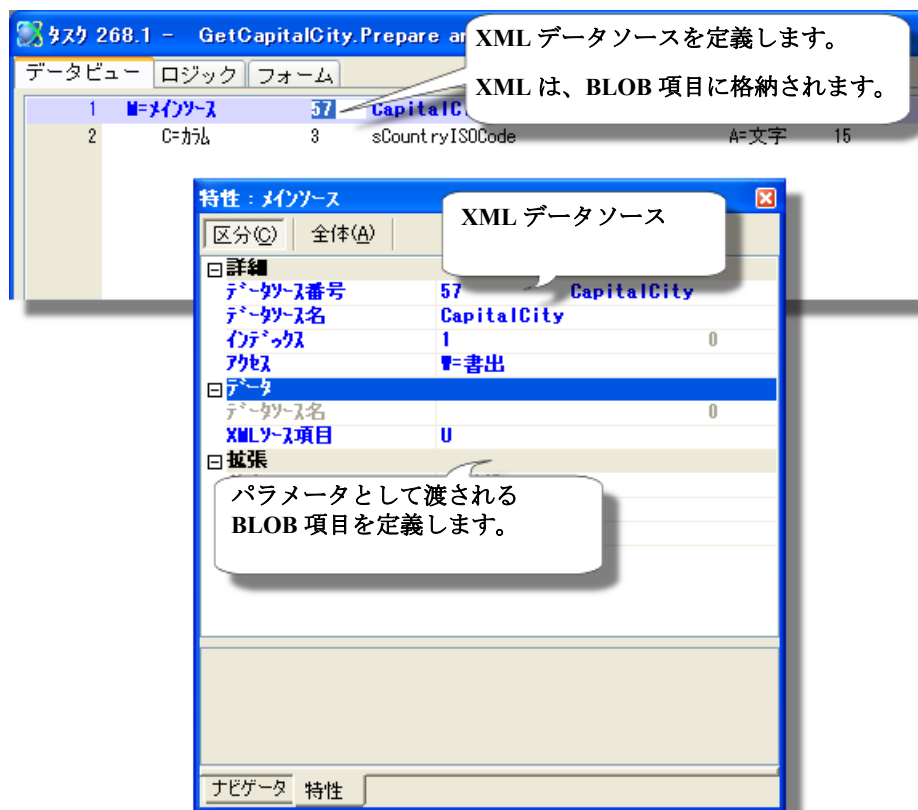 タスク 268.1 - GetCapitalCity.Prepare an
XML データソースを定義します。
XML は、BLOB 項目に格納されます。
データビュー ロジック フォーム
1 M=メインソース 57 CapitalC
2 C=カラム 3 sCountryISOCode A=文字 15
特性：メインソース
XML データソース
区分(C) 全体(A)
詳細
データソース番号 57 CapitalCity
データソース名 CapitalCity
インデックス 1 0
アクセス W=書出
データ
データソース名 0
XMLソース項目 U
拡張
パラメータとして渡される
BLOB 項目を定義します。
ナビゲータ 特性